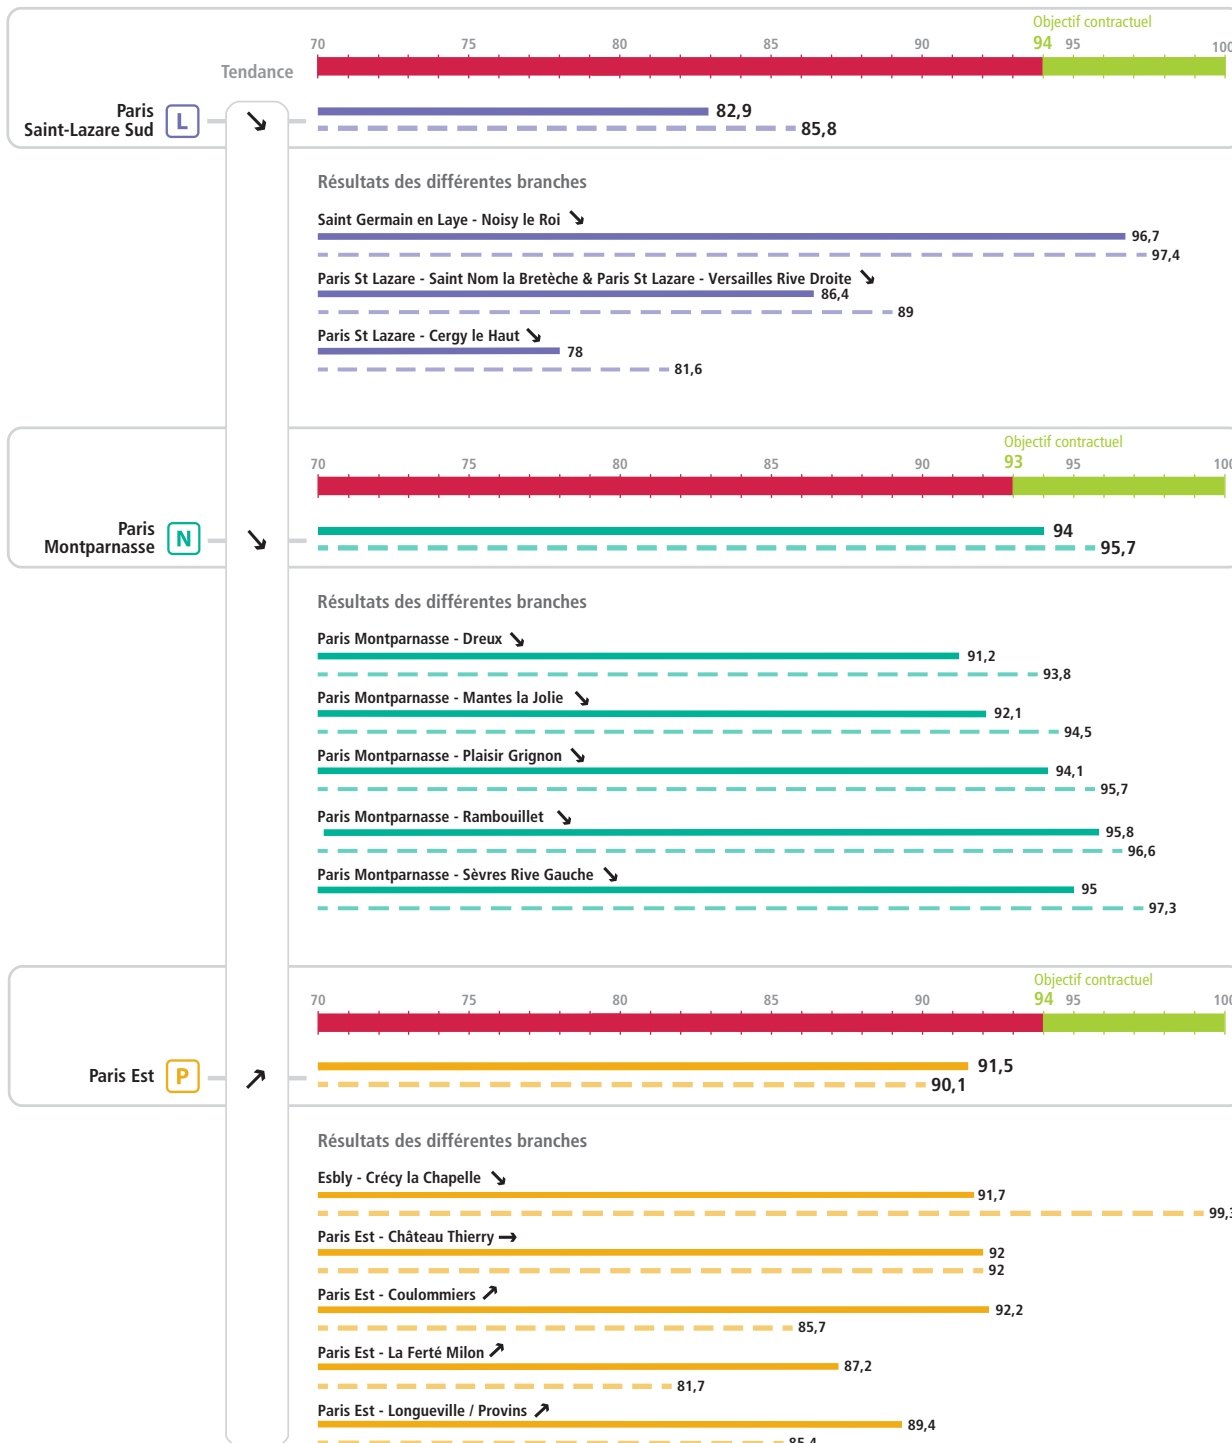 Objectif contractuel
70 75 80 85 90 94 95 100
Tendance
Paris
Saint-Lazare Sud L
82,9
85,8
Résultats des différentes branches
Saint Germain en Laye - Noisy le Roi
96,7
97,4
Paris St Lazare - Saint Nom la Bretèche & Paris St Lazare - Versailles Rive Droite
86,4
89
Paris St Lazare - Cergy le Haut
78
81,6
Objectif contractuel
70 75 80 85 90 93 95 100
Paris
Montparnasse N
94
95,7
Résultats des différentes branches
Paris Montparnasse - Dreux
91,2
93,8
Paris Montparnasse - Mantes la Jolie
92,1
94,5
Paris Montparnasse - Plaisir Grignon
94,1
95,7
Paris Montparnasse - Rambouillet
95,8
96,6
Paris Montparnasse - Sèvres Rive Gauche
95
97,3
Objectif contractuel
70 75 80 85 90 94 95 100
Paris Est P
91,5
90,1
Résultats des différentes branches
Esbly - Crécy la Chapelle
91,7
99,3
Paris Est - Château Thierry
92
92
Paris Est - Coulommiers
92,2
85,7
Paris Est - La Ferté Milon
87,2
81,7
Paris Est - Longueville / Provins
89,4
85,4